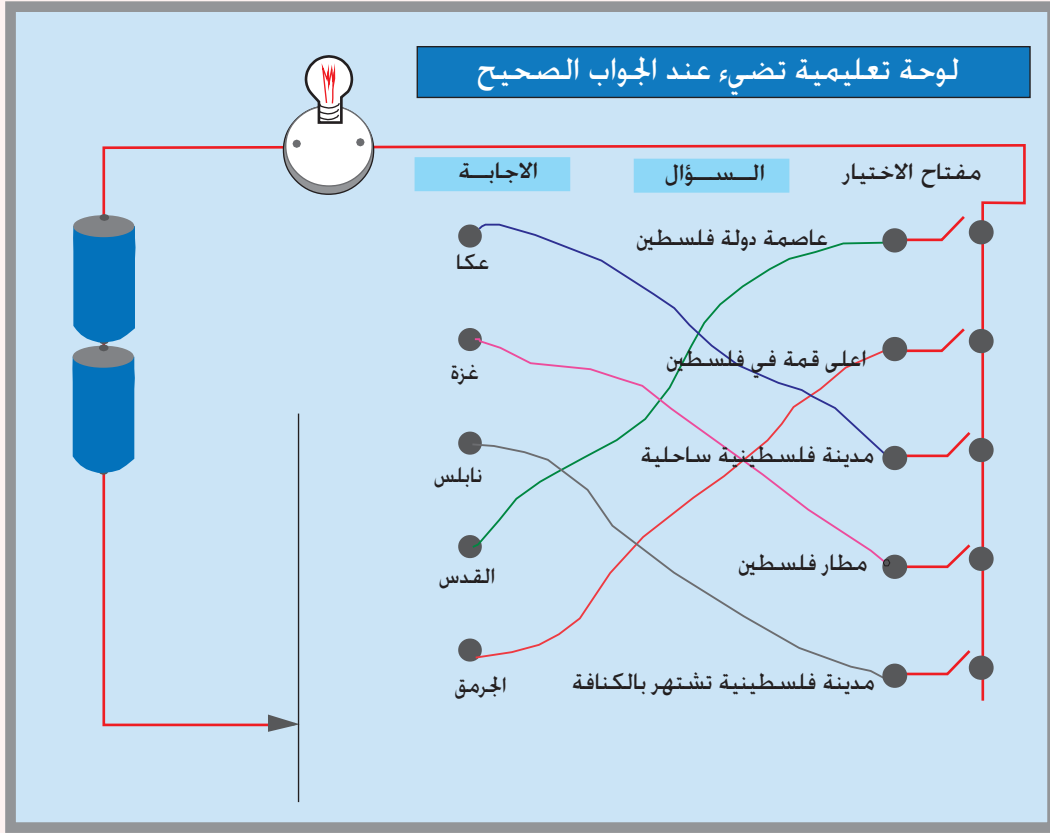 لوحة تعليمية تضيء عند الجواب الصحيح
مفتاح الاختيار
الـــســـؤال
الاجابـــة
عاصمة دولة فلسطين
عكا
اعلى قمة في فلسطين
غزة
مدينة فلسطينية ساحلية
نابلس
مطار فلسطين
القدس
مدينة فلسطينية تشتهر بالكنافة
الجرمق